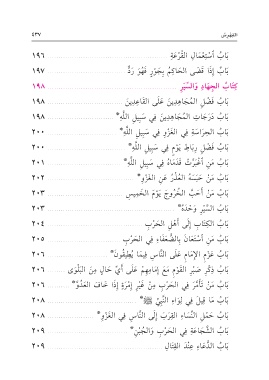 الفهرس ٤٣٧
بَابُ اسْتِعْمَالِ القُرْعَةِ ١٩٦
بَابُ إِذَا قَضَى الحَاكِمُ بِجَوْرٍ فَهُوَ رَدٌّ ١٩٧
كِتَابُ الجِهَادِ وَالسِّيَرِ ١٩٨
بَابُ فَضْلِ المُجَاهِدِينَ عَلَى القَاعِدِينَ ١٩٨
بَابُ دَرَجَاتِ المُجَاهِدِينَ فِي سَبِيلِ اللَّهِ* ١٩٨
بَابُ الحِرَاسَةِ فِي الغَزْوِ فِي سَبِيلِ اللَّهِ* ٢٠٠
بَابُ فَضْلِ رِبَاطِ يَوْمٍ فِي سَبِيلِ اللَّهِ* ٢٠٠
بَابُ مَنِ اغْبَرَّتْ قَدَمَاهُ فِي سَبِيلِ اللَّهِ* ٢٠١
بَابُ مَنْ حَبَسَهُ العُذْرُ عَنِ الغَزْوِ* ٢٠٢
بَابُ مَنْ أَحَبَّ الخُرُوجَ يَوْمَ الخَمِيسِ ٢٠٣
بَابُ السَّيْرِ وَحْدَهُ* ٢٠٣
بَابُ الكِتَابِ إِلَى أَهْلِ الحَرْبِ ٢٠٤
بَابُ مَنِ اسْتَعَانَ بِالضُّعَفَاءِ فِي الحَرْبِ ٢٠٥
بَابُ عَزْمِ الإِمَامِ عَلَى النَّاسِ فِيمَا يُطِيقُونَ* ٢٠٦
بَابُ ذِكْرِ صَبْرِ القَوْمِ مَعَ إِمَامِهِمْ عَلَى أَيِّ حَالٍ مِنَ البَلْوَى ٢٠٦
بَابُ مَنْ تَأَمَّرَ فِي الحَرْبِ مِنْ غَيْرِ إِمْرَةٍ إِذَا خَافَ العَدُوَّ* ٢٠٦
بَابُ مَا قِيلَ فِي لِوَاءِ النَّبِيِّ ﷺ* ٢٠٨
بَابُ حَمْلِ النِّسَاءِ القِرَبَ إِلَى النَّاسِ فِي الغَزْوِ* ٢٠٨
بَابُ الشَّجَاعَةِ فِي الحَرْبِ وَالجُبْنِ* ٢٠٩
بَابُ الدُّعَاءِ عِنْدَ القِتَالِ ٢٠٩